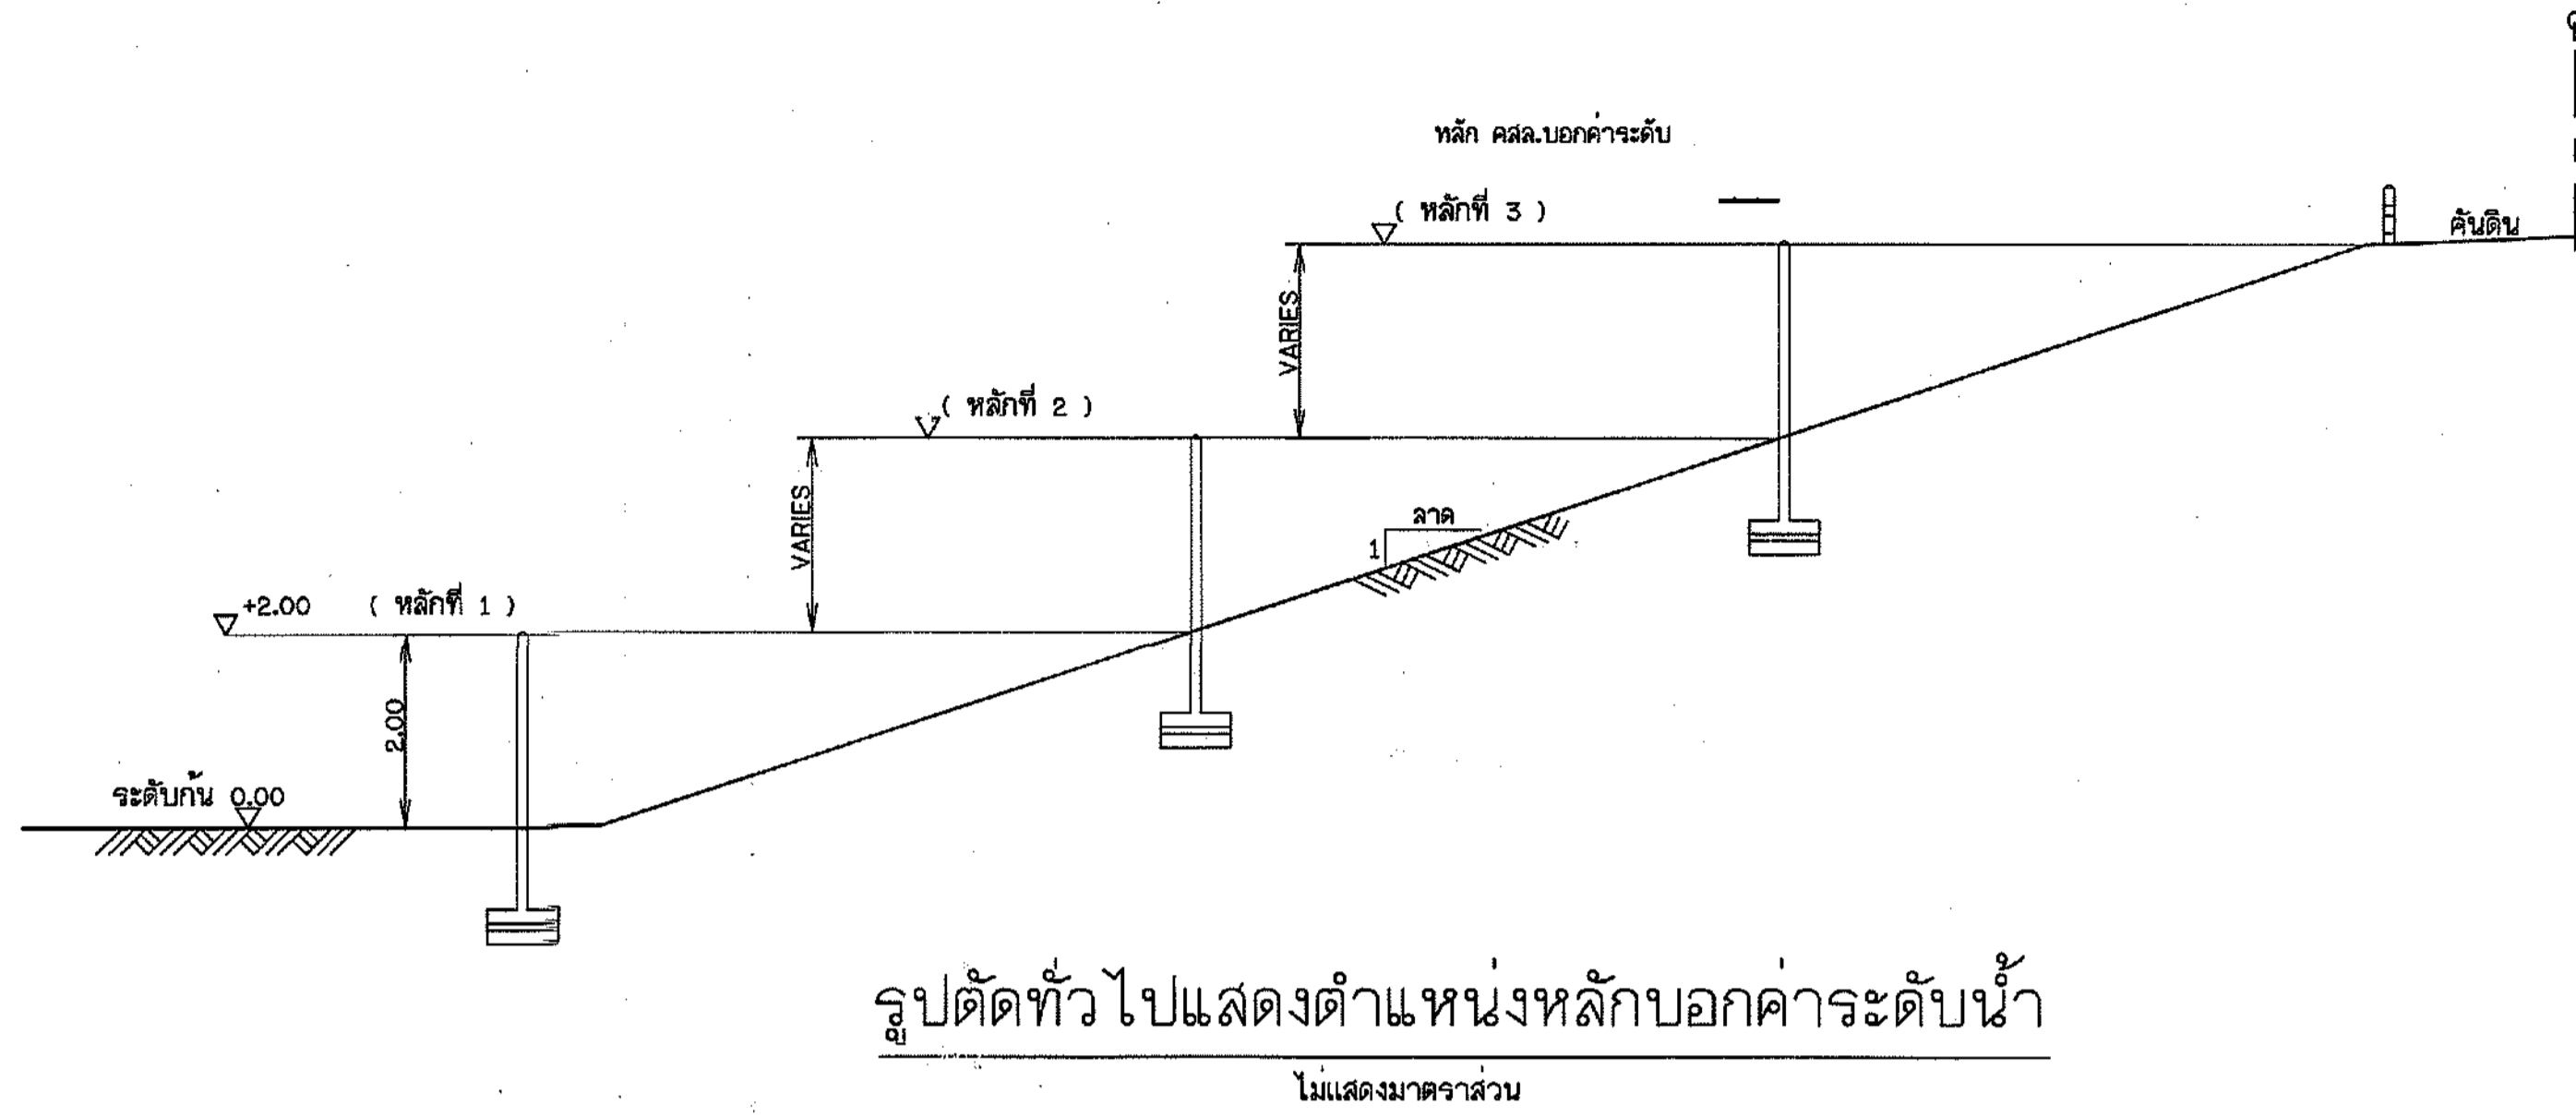 หลัก คสล.บอกค่าระดับ
( หลักที่ 3 )
คันดิน
VARIES
( หลักที่ 2 )
VARIES
ลาด
1
+2.00 ( หลักที่ 1 )
2.00
ระดับก้น 0.00
รูปตัดทั่วไปแสดงตำแหน่งหลักบอกค่าระดับน้ำ
ไม่แสดงมาตราส่วน